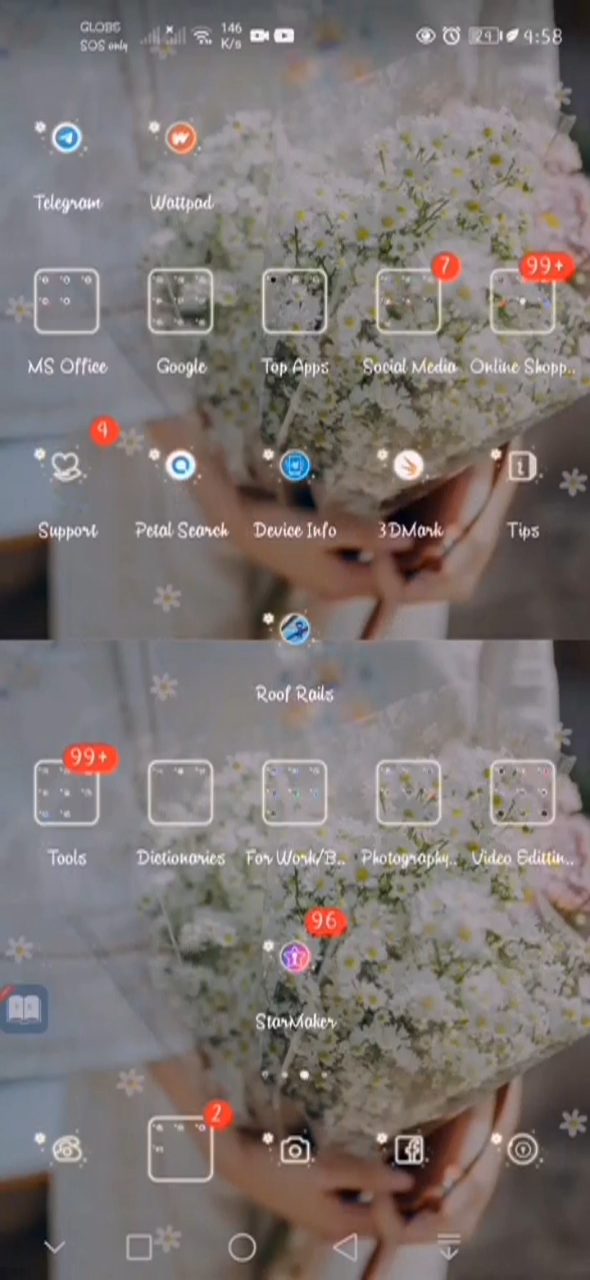 GLOBE
SOS only
146
K/s
29
9:58
Telegram
Wattpad
7
99+
MS Office
Google
Top Apps
Social Media
Online Shopp..
9
Support
Petal Search
Device Info
3DMark
Tips
Roof Rails
99+
Tools
Dictionaries
For Work/B..
Photography..
Video Editin..
96
StarMaker
2